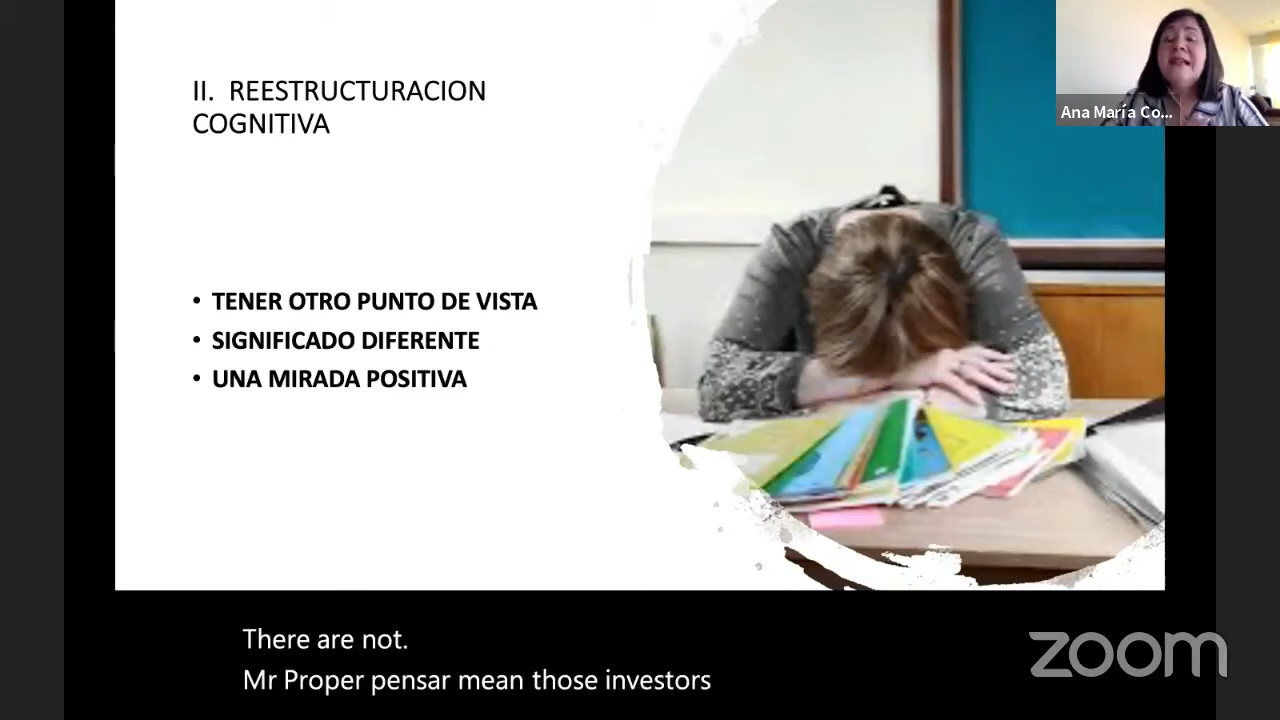 II. REESTRUCTURACION
COGNITIVA
• TENER OTRO PUNTO DE VISTA
• SIGNIFICADO DIFERENTE
• UNA MIRADA POSITIVA
Ana María Co...
There are not.
Mr Proper pensar mean those investors
zoom